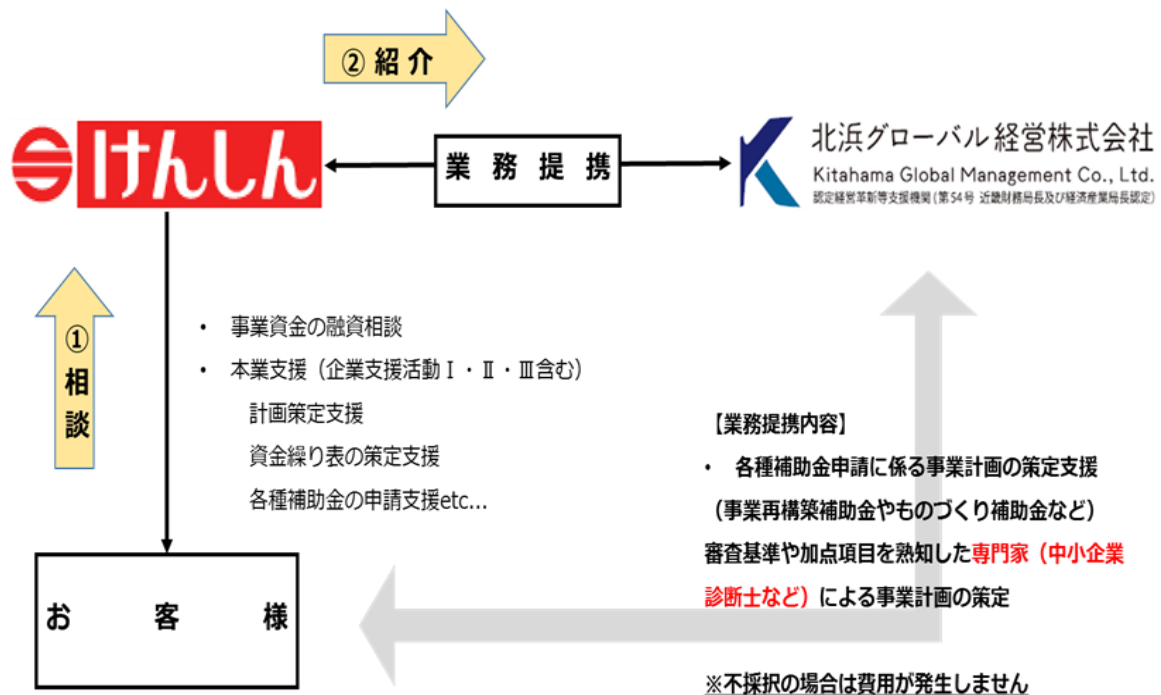 ② 紹 介
けんしん
業 務 提 携
北浜グローバル経営株式会社
Kitahama Global Management Co., Ltd.
認定経営革新等支援機関(第54号 近畿財務局長及び経済産業局長認定)
①
相
談
・ 事業資金の融資相談
・ 本業支援（企業支援活動Ⅰ・Ⅱ・Ⅲ含む）
計画策定支援
資金繰り表の策定支援
各種補助金の申請支援etc...
お 客 様
【業務提携内容】
・ 各種補助金申請に係る事業計画の策定支援
（事業再構築補助金やものづくり補助金など）
審査基準や加点項目を熟知した専門家（中小企業
診断士など）による事業計画の策定
※不採択の場合は費用が発生しません